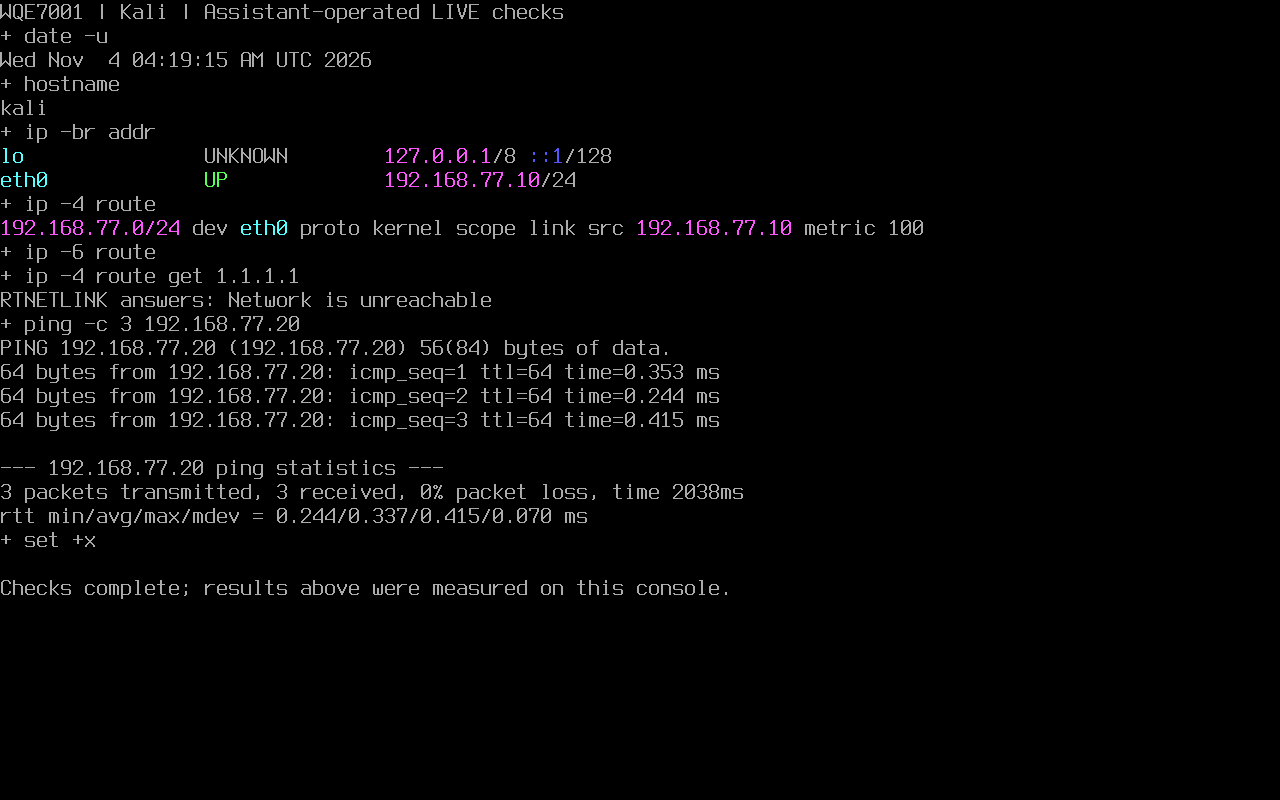 WQE7001 | Kali | Assistant-operated LIVE checks
+ date -u
Wed Nov  4 04:19:15 AM UTC 2026
+ hostname
kali
+ ip -br addr
lo               UNKNOWN        127.0.0.1/8 ::1/128
eth0             UP             192.168.77.10/24
+ ip -4 route
192.168.77.0/24 dev eth0 proto kernel scope link src 192.168.77.10 metric 100
+ ip -6 route
+ ip -4 route get 1.1.1.1
RTNETLINK answers: Network is unreachable
+ ping -c 3 192.168.77.20
PING 192.168.77.20 (192.168.77.20) 56(84) bytes of data.
64 bytes from 192.168.77.20: icmp_seq=1 ttl=64 time=0.353 ms
64 bytes from 192.168.77.20: icmp_seq=2 ttl=64 time=0.244 ms
64 bytes from 192.168.77.20: icmp_seq=3 ttl=64 time=0.415 ms
--- 192.168.77.20 ping statistics ---
3 packets transmitted, 3 received, 0% packet loss, time 2038ms
rtt min/avg/max/mdev = 0.244/0.337/0.415/0.070 ms
+ set +x
Checks complete; results above were measured on this console.